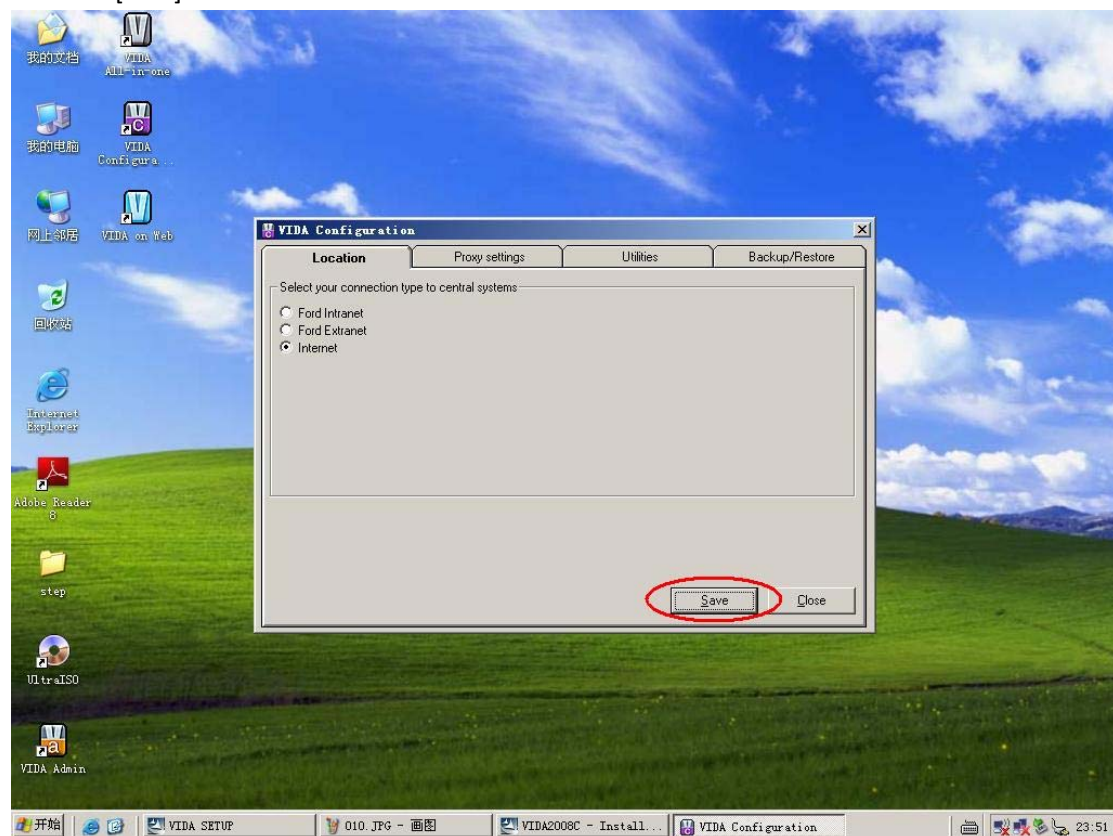 我的文档
VIDA
All-in-one
我的电脑
VIDA
Configura...
网上邻居
VIDA on Web
回收站
Internet
Explorer
Adobe Reader
8
step
UltraISO
VIDA Admin
VIDA Configuration
Location
Proxy settings
Utilities
Backup/Restore
Select your connection type to central systems
Ford Intranet
Ford Extranet
Internet
Save
Close
开始
VIDA SETUP
010.JPG - 画图
VIDA2008C - Install...
VIDA Configuration
23:51